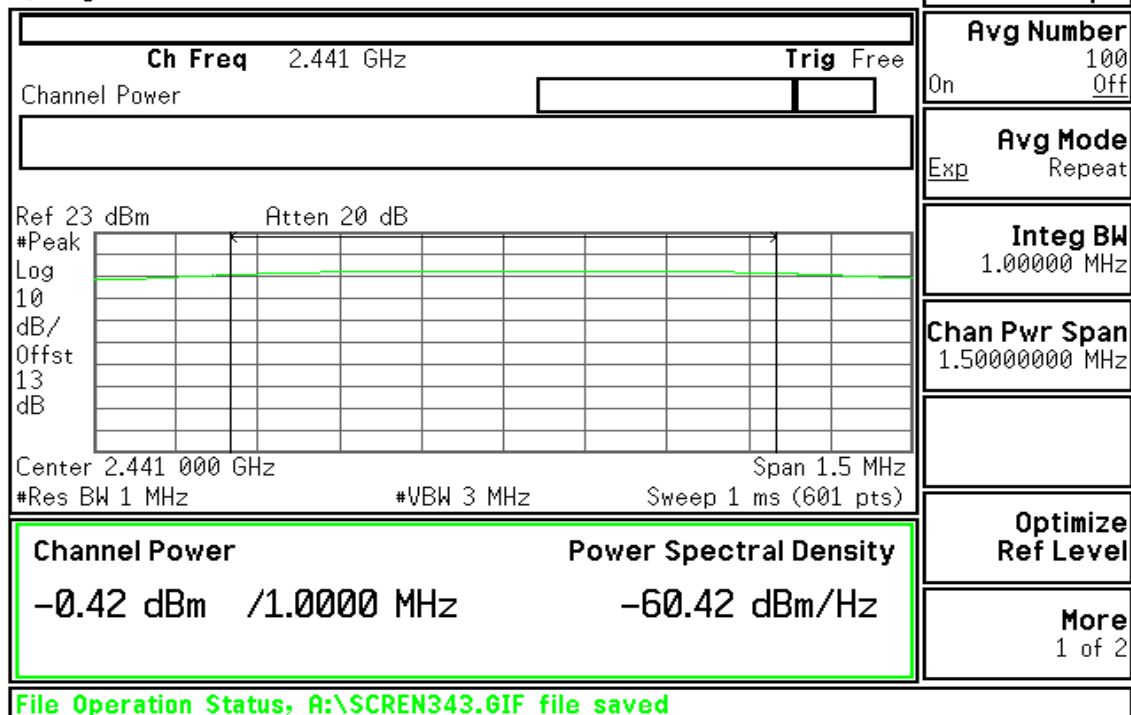 Ch Freq 2.441 GHz Trig Free
Channel Power
Ref 23 dBm Atten 20 dB
#Peak
Log
10
dB/
Offst
13
dB
Center 2.441 000 GHz Span 1.5 MHz
#Res BW 1 MHz #VBW 3 MHz Sweep 1 ms (601 pts)
Channel Power Power Spectral Density
-0.42 dBm /1.0000 MHz -60.42 dBm/Hz
File Operation Status, A:\SCREN343.GIF file saved
Avg Number
100
On Off
Avg Mode
Exp Repeat
Integ BW
1.00000 MHz
Chan Pwr Span
1.50000000 MHz
Optimize
Ref Level
More
1 of 2